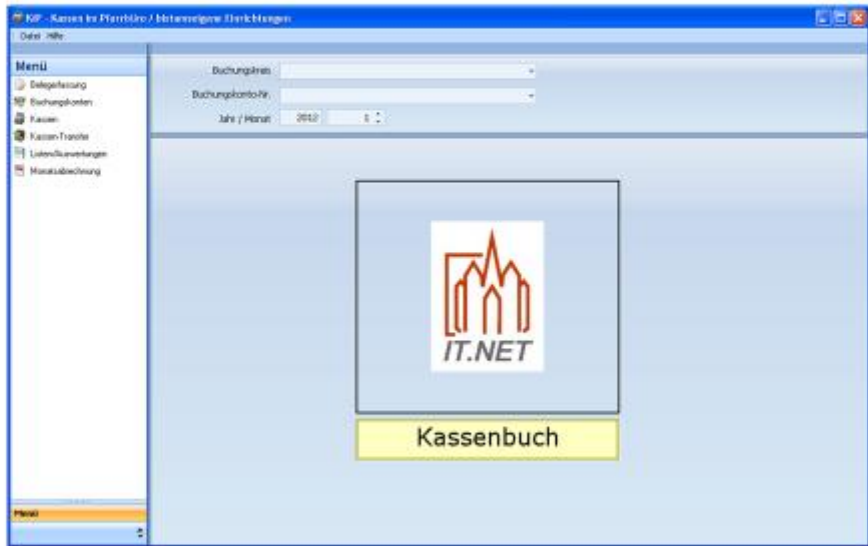 KiP - Kassen im Pfarrbüro / bistumseigene Einrichtungen
Datei Hilfe
Menü
Belegerfassung
Buchungskonten
Kassen
Kassen-Transfer
Listen/Auswertungen
Monatsabrechnung
Buchungskreis
Buchungskonto-Nr.
Jahr / Monat 2012 1
IT.NET
Kassenbuch
Menü